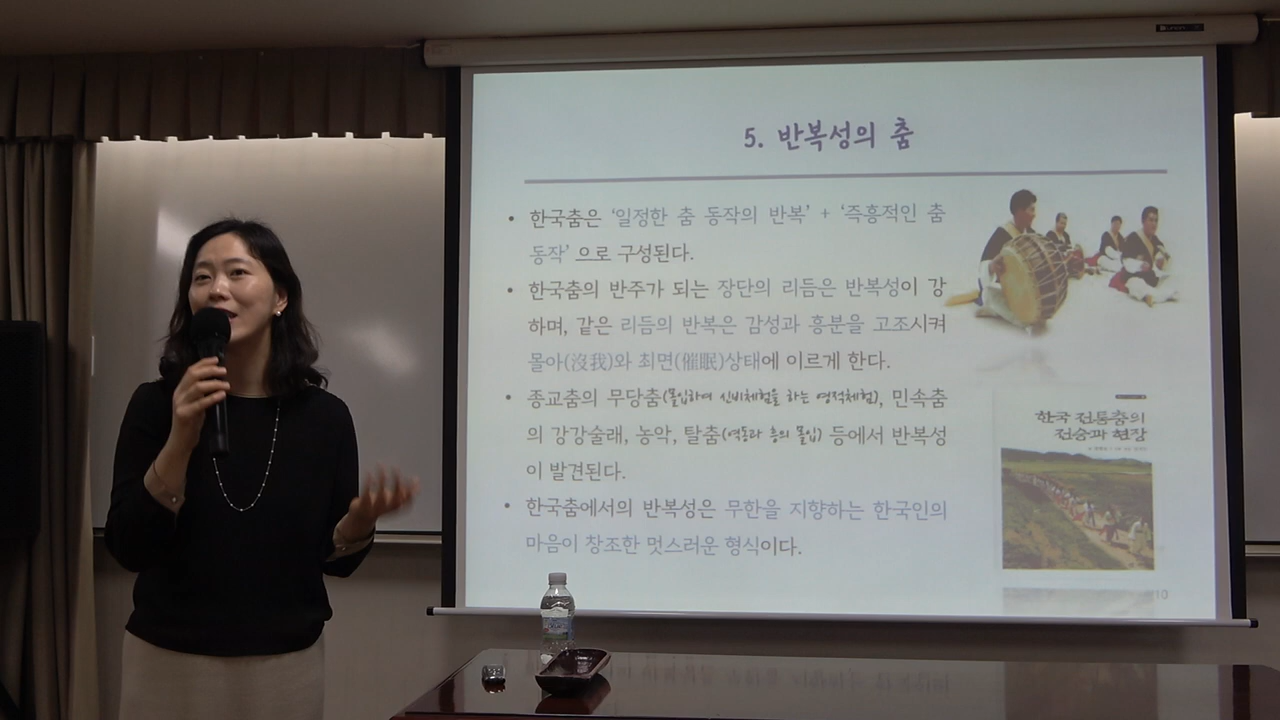 5. 반복성의 춤
• 한국춤은 ‘일정한 춤 동작의 반복’ + ‘즉흥적인 춤
동작’ 으로 구성된다.
• 한국춤의 반주가 되는 장단의 리듬은 반복성이 강
하며, 같은 리듬의 반복은 감성과 흥분을 고조시켜
몰아(沒我)와 최면(催眠)상태에 이르게 한다.
• 종교춤의 무당춤(몰입하여 신비체험을 하는 영적체험), 민속춤
의 강강술래, 농악, 탈춤(역동과 흥의 몰입) 등에서 반복성
이 발견된다.
• 한국춤에서의 반복성은 무한을 지향하는 한국인의
마음이 창조한 멋스러운 형식이다.
한국 전통춤의
전승과 현장
10